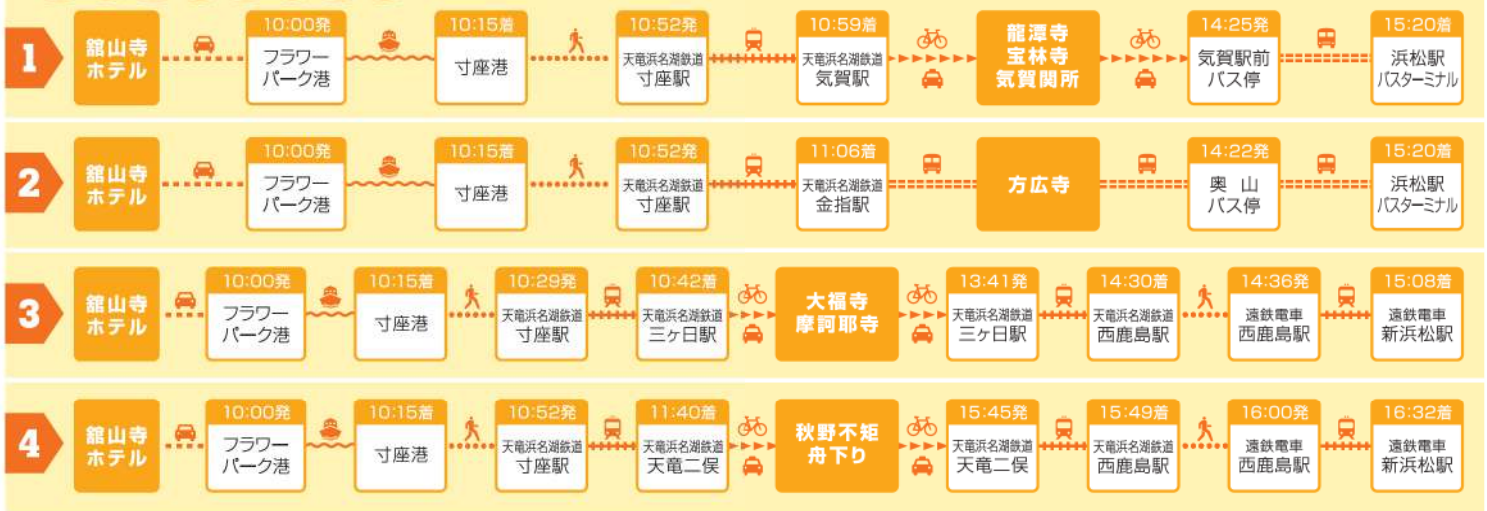 1
舘山寺
ホテル
10:00発
フラワー
パーク港
10:15着
寸座港
10:52発
天竜浜名湖鉄道
寸座駅
10:59着
天竜浜名湖鉄道
気賀駅
龍潭寺
宝林寺
気賀関所
14:25発
気賀駅前
バス停
15:20着
浜松駅
バスターミナル
2
舘山寺
ホテル
10:00発
フラワー
パーク港
10:15着
寸座港
10:52発
天竜浜名湖鉄道
寸座駅
11:06着
天竜浜名湖鉄道
金指駅
方広寺
14:22発
奥 山
バス停
15:20着
浜松駅
バスターミナル
3
舘山寺
ホテル
10:00発
フラワー
パーク港
10:15着
寸座港
10:29発
天竜浜名湖鉄道
寸座駅
10:42着
天竜浜名湖鉄道
三ヶ日駅
大福寺
摩訶耶寺
13:41発
天竜浜名湖鉄道
三ヶ日駅
14:30着
天竜浜名湖鉄道
西鹿島駅
14:36発
遠鉄電車
西鹿島駅
15:08着
遠鉄電車
新浜松駅
4
舘山寺
ホテル
10:00発
フラワー
パーク港
10:15着
寸座港
10:52発
天竜浜名湖鉄道
寸座駅
11:40着
天竜浜名湖鉄道
天竜二俣
秋野不矩
舟下り
15:45発
天竜浜名湖鉄道
天竜二俣
15:49着
天竜浜名湖鉄道
西鹿島駅
16:00発
遠鉄電車
西鹿島駅
16:32着
遠鉄電車
新浜松駅